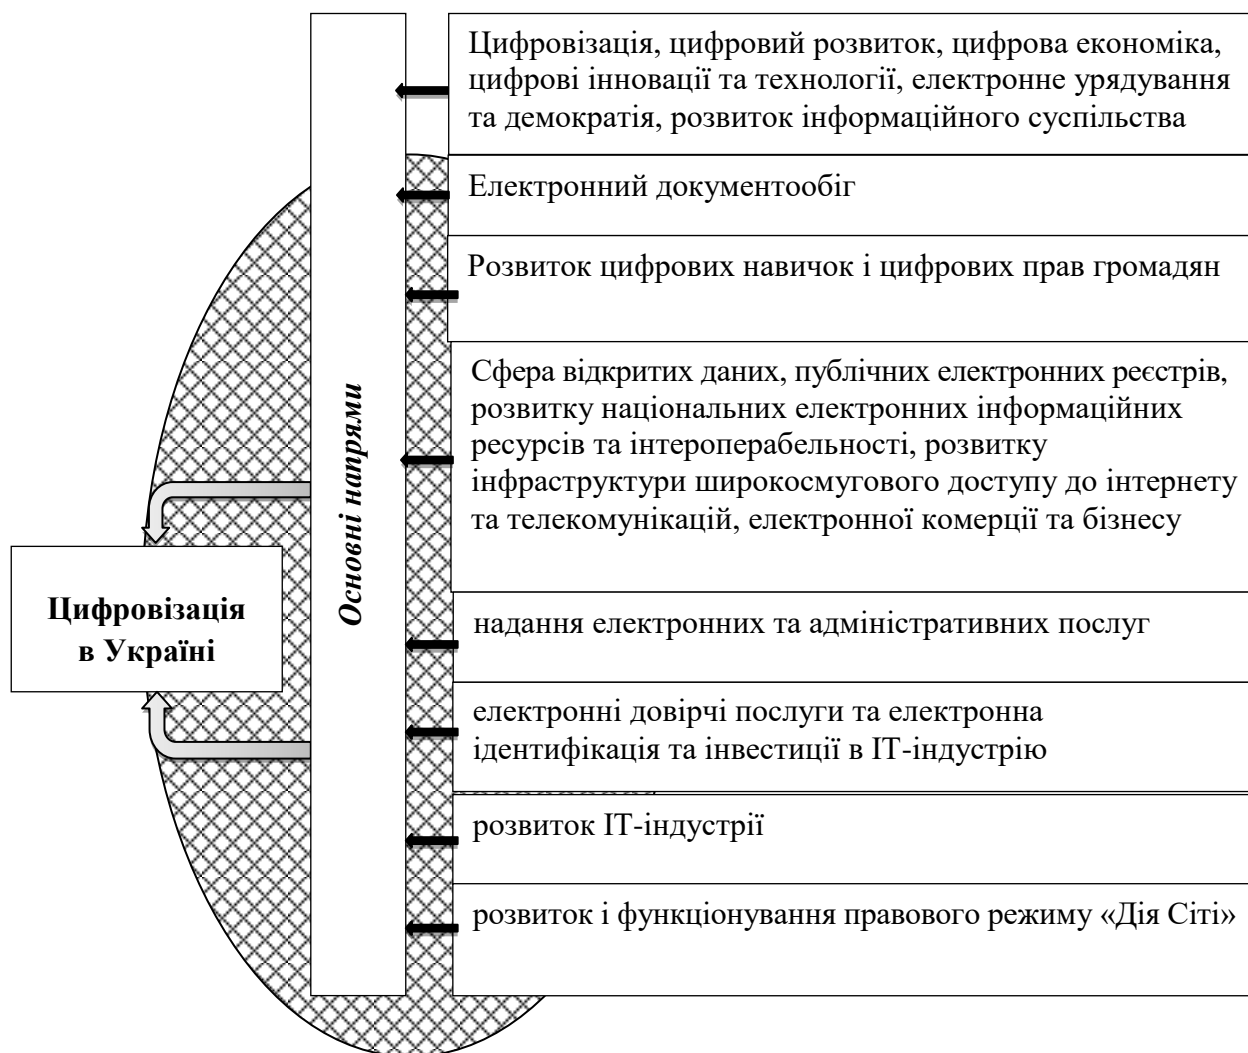 Цифровізація, цифровий розвиток, цифрова економіка,
цифрові інновації та технології, електронне урядування
та демократія, розвиток інформаційного суспільства
Електронний документообіг
Розвиток цифрових навичок і цифрових прав громадян
Сфера відкритих даних, публічних електронних реєстрів,
розвитку національних електронних інформаційних
ресурсів та інтероперабельності, розвитку
інфраструктури широкосмугового доступу до інтернету
та телекомунікацій, електронної комерції та бізнесу
надання електронних та адміністративних послуг
електронні довірчі послуги та електронна
ідентифікація та інвестиції в ІТ-індустрію
розвиток ІТ-індустрії
розвиток і функціонування правового режиму «Дія Сіті»
Основні напрями
Цифровізація
в Україні